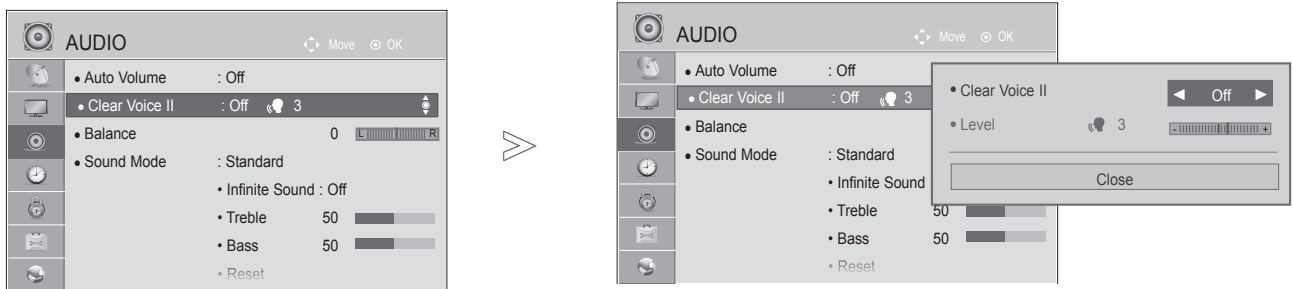 AUDIO
Move OK
• Auto Volume : Off
• Clear Voice II : Off 3
• Balance 0 L R
• Sound Mode : Standard
• Infinite Sound : Off
• Treble 50
• Bass 50
• Reset
AUDIO
Move OK
• Auto Volume : Off
• Clear Voice II : Off 3
• Balance
• Sound Mode : Standard
• Infinite Sound :
• Treble 50
• Bass 50
• Reset
• Clear Voice II ◄ Off ►
• Level 3 - +
Close